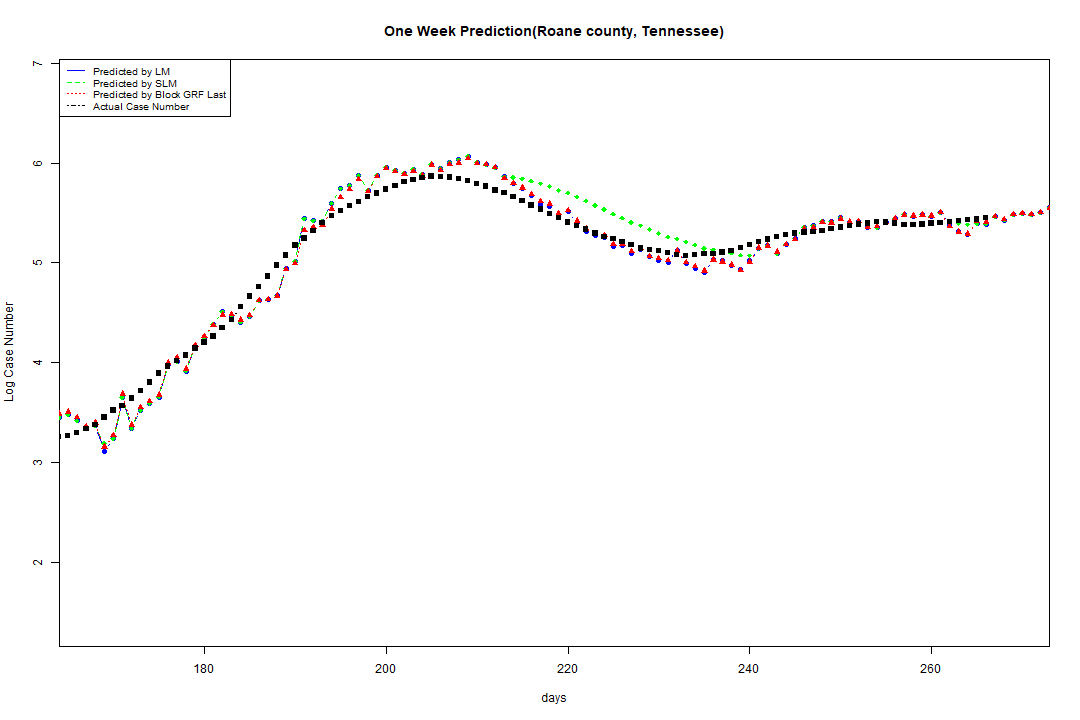 One Week Prediction(Roane county, Tennessee)
Predicted by LM
Predicted by SLM
Predicted by Block GRF Last
Actual Case Number
7
6
5
4
3
2
Log Case Number
180 200 220 240 260
days